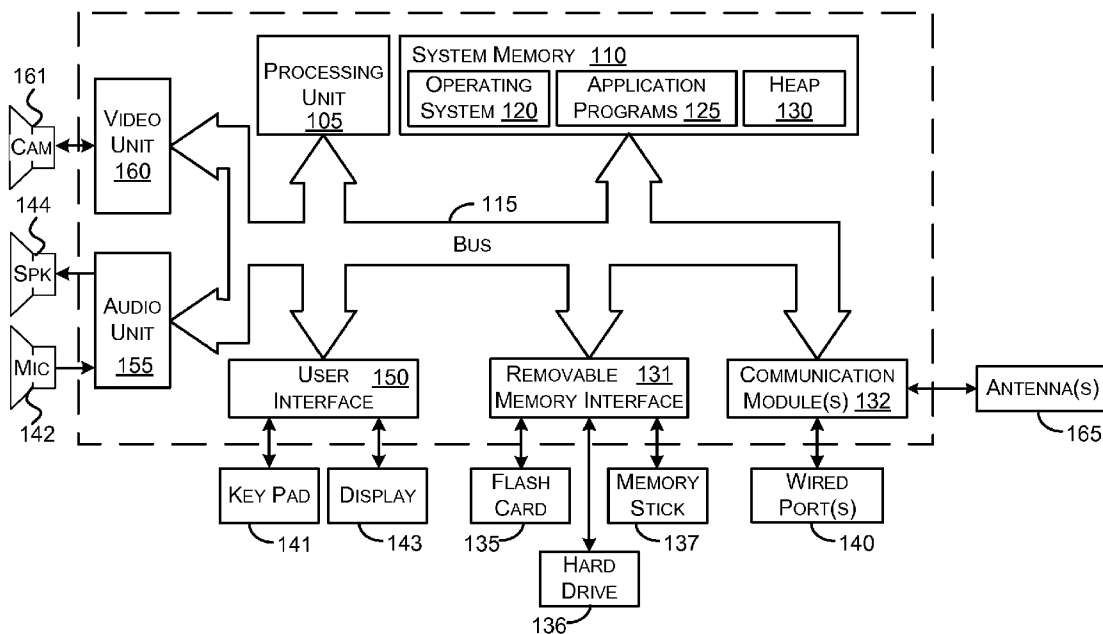 SYSTEM MEMORY 110
PROCESSING
UNIT
105
OPERATING
SYSTEM 120
APPLICATION
PROGRAMS 125
HEAP
130
161
CAM
VIDEO
UNIT
160
144
SPK
115
BUS
AUDIO
UNIT
155
MIC
142
USER
INTERFACE
150
REMOVABLE 131
MEMORY INTERFACE
COMMUNICATION
MODULE(S) 132
ANTENNA(S)
165
KEY PAD
141
DISPLAY
143
FLASH
CARD
135
MEMORY
STICK
137
WIRED
PORT(S)
140
HARD
DRIVE
136